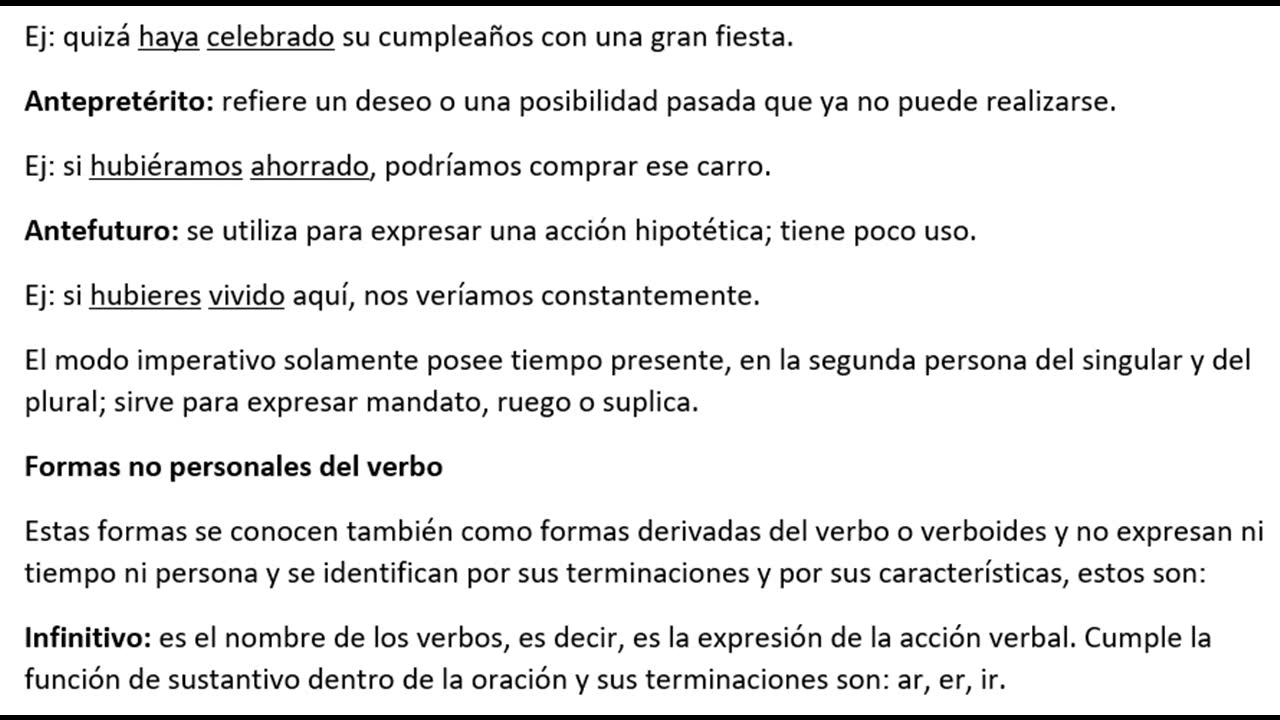 Ej: quizá haya celebrado su cumpleaños con una gran fiesta.
Antepretérito: refiere un deseo o una posibilidad pasada que ya no puede realizarse.
Ej: si hubiéramos ahorrado, podríamos comprar ese carro.
Antefuturo: se utiliza para expresar una acción hipotética; tiene poco uso.
Ej: si hubieres vivido aquí, nos veríamos constantemente.
El modo imperativo solamente posee tiempo presente, en la segunda persona del singular y del
plural; sirve para expresar mandato, ruego o suplica.
Formas no personales del verbo
Estas formas se conocen también como formas derivadas del verbo o verboides y no expresan ni
tiempo ni persona y se identifican por sus terminaciones y por sus características, estos son:
Infinitivo: es el nombre de los verbos, es decir, es la expresión de la acción verbal. Cumple la
función de sustantivo dentro de la oración y sus terminaciones son: ar, er, ir.